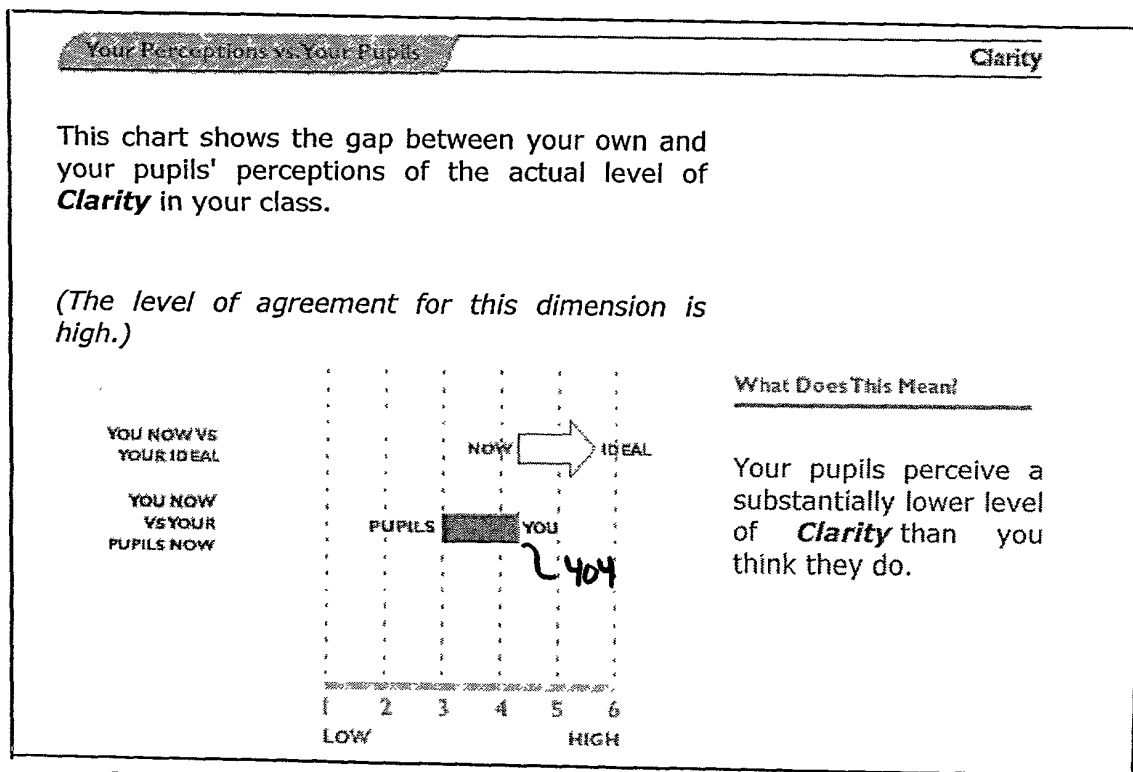 Your Perceptions vs. Your Pupils
Clarity
This chart shows the gap between your own and
your pupils' perceptions of the actual level of
Clarity in your class.
(The level of agreement for this dimension is
high.)
What Does This Mean?
YOU NOW VS
YOUR IDEAL
NOW
IDEAL
YOU NOW
VS YOUR
PUPILS NOW
PUPILS
YOU
404
Your pupils perceive a
substantially lower level
of Clarity than you
think they do.
1 2 3 4 5 6
LOW
HIGH